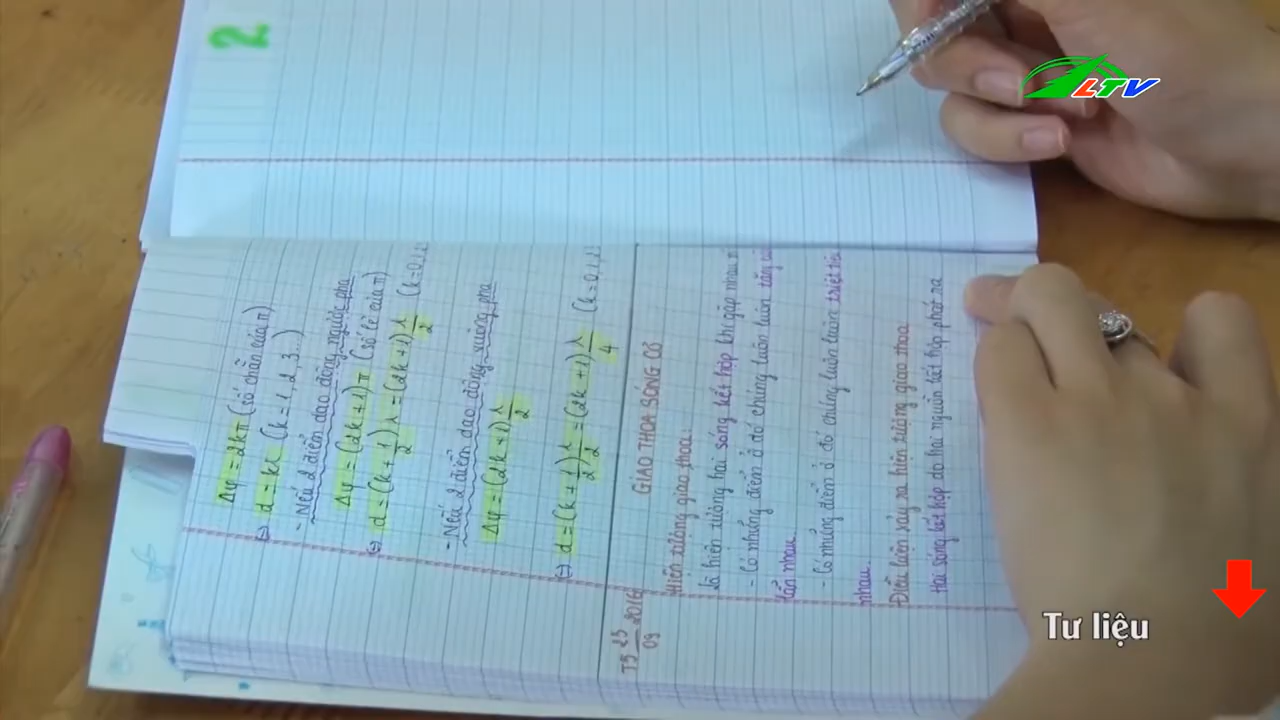 2
Δφ = 2kπ (số chẵn của π)
(=) d = kλ (k = 1, 2, 3...)
- Nếu 2 điểm dao động ngược pha
Δφ = (2k + 1)π (số lẻ của π)
(=) d = (k + 1/2)λ = (2k + 1)λ/2 (k = 0,1,
- Nếu 2 điểm dao động vuông pha
Δφ = (2k + 1)λ/2
(=) d = (k + 1/2)λ/2 = (2k + 1)λ/4 (k = 0,1,
T5 23/09 2016
GIAO THOA SÓNG CƠ
Hiện tượng giao thoa:
Là hiện tượng hai sóng kết hợp khi gặp nhau
- Có những điểm ở đó chúng luôn luôn tăng
lẫn nhau.
- Có những điểm ở đó chúng luôn luôn triệt tiêu
nhau.
Điều kiện xảy ra hiện tượng giao thoa
Hai sóng kết hợp do hai nguồn kết hợp phát ra
LTV
Tư liệu